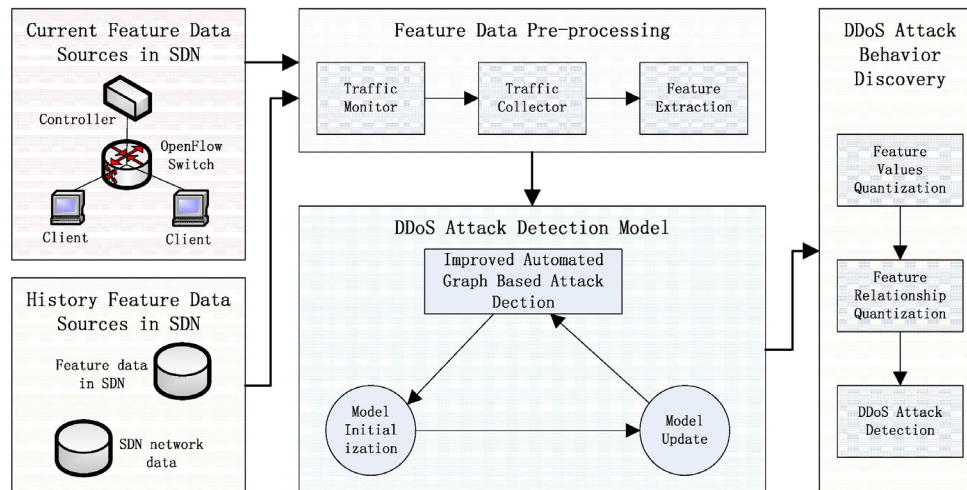 Current Feature Data
Sources in SDN
Controller
OpenFlow
Switch
Client
Client
History Feature Data
Sources in SDN
Feature data
in SDN
SDN network
data
Feature Data Pre-processing
Traffic
Monitor
Traffic
Collector
Feature
Extraction
DDoS Attack Detection Model
Improved Automated
Graph Based Attack
Dection
Model
Initial
ization
Model
Update
DDoS Attack
Behavior
Discovery
Feature
Values
Quantization
Feature
Relationship
Quantization
DDoS Attack
Detection